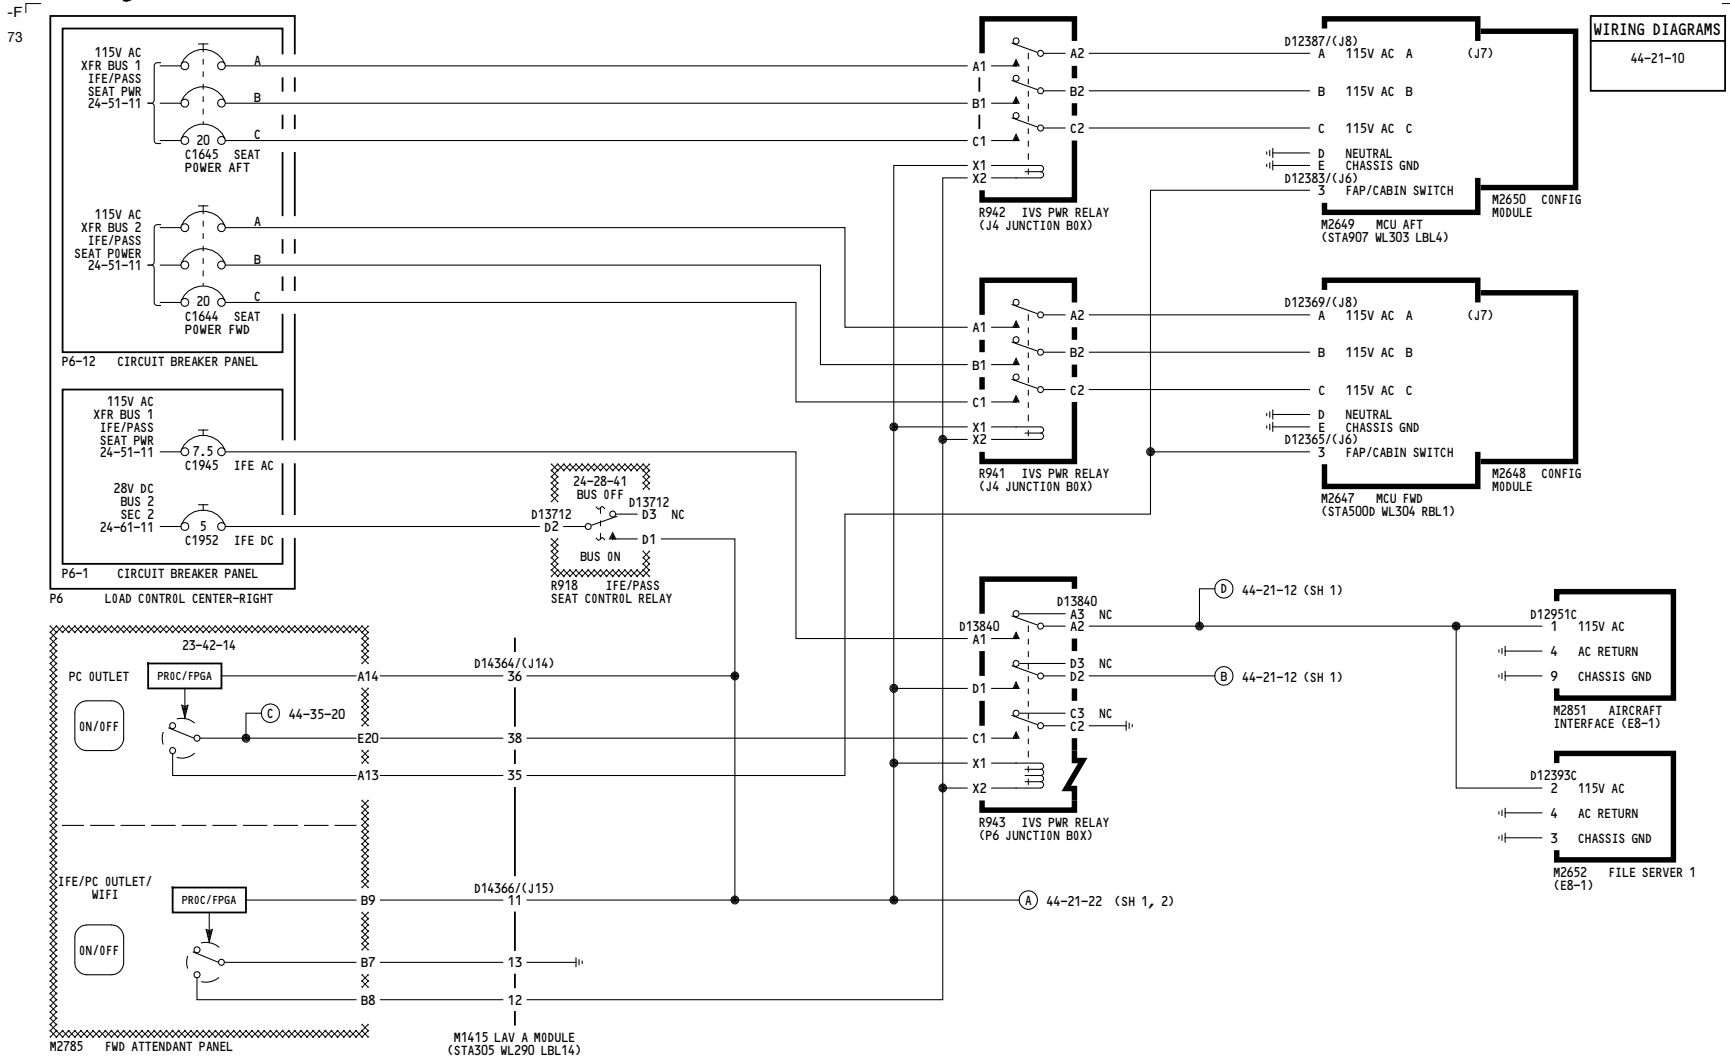 -F
73
WIRING DIAGRAMS
44-21-10
115V AC
XFR BUS 1
IFE/PASS
SEAT PWR
24-51-11
A
B
C
20
C1645 SEAT
POWER AFT
115V AC
XFR BUS 2
IFE/PASS
SEAT POWER
24-51-11
A
B
C
20
C1644 SEAT
POWER FWD
P6-12 CIRCUIT BREAKER PANEL
115V AC
XFR BUS 1
IFE/PASS
SEAT PWR
24-51-11
7.5
C1945 IFE AC
28V DC
BUS 2
SEC 2
24-61-11
5
C1952 IFE DC
P6-1 CIRCUIT BREAKER PANEL
P6 LOAD CONTROL CENTER-RIGHT
24-28-41
BUS OFF
D13712
D13712
D3 NC
D2
D1
BUS ON
R918 IFE/PASS
SEAT CONTROL RELAY
A1
A2
B1
B2
C1
C2
X1
X2
R942 IVS PWR RELAY
(J4 JUNCTION BOX)
A1
A2
B1
B2
C1
C2
X1
X2
R941 IVS PWR RELAY
(J4 JUNCTION BOX)
D13840
A3 NC
D13840
A2
A1
D3 NC
D2
D1
C3 NC
C2
C1
X1
X2
R943 IVS PWR RELAY
(P6 JUNCTION BOX)
D12387/(J8)
A 115V AC A
(J7)
B 115V AC B
C 115V AC C
D NEUTRAL
E CHASSIS GND
D12383/(J6)
3 FAP/CABIN SWITCH
M2650 CONFIG
MODULE
M2649 MCU AFT
(STA907 WL303 LBL4)
D12369/(J8)
A 115V AC A
(J7)
B 115V AC B
C 115V AC C
D NEUTRAL
E CHASSIS GND
D12365/(J6)
3 FAP/CABIN SWITCH
M2648 CONFIG
MODULE
M2647 MCU FWD
(STA500D WL304 RBL1)
D 44-21-12 (SH 1)
B 44-21-12 (SH 1)
D12951C
1 115V AC
4 AC RETURN
9 CHASSIS GND
M2851 AIRCRAFT
INTERFACE (E8-1)
D12393C
2 115V AC
4 AC RETURN
3 CHASSIS GND
M2652 FILE SERVER 1
(E8-1)
23-42-14
PC OUTLET
PROC/FPGA
ON/OFF
C 44-35-20
A14
E20
A13
D14364/(J14)
36
38
35
IFE/PC OUTLET/
WIFI
PROC/FPGA
ON/OFF
B9
B7
B8
D14366/(J15)
11
13
12
A 44-21-22 (SH 1, 2)
M2785 FWD ATTENDANT PANEL
M1415 LAV A MODULE
(STA305 WL290 LBL14)